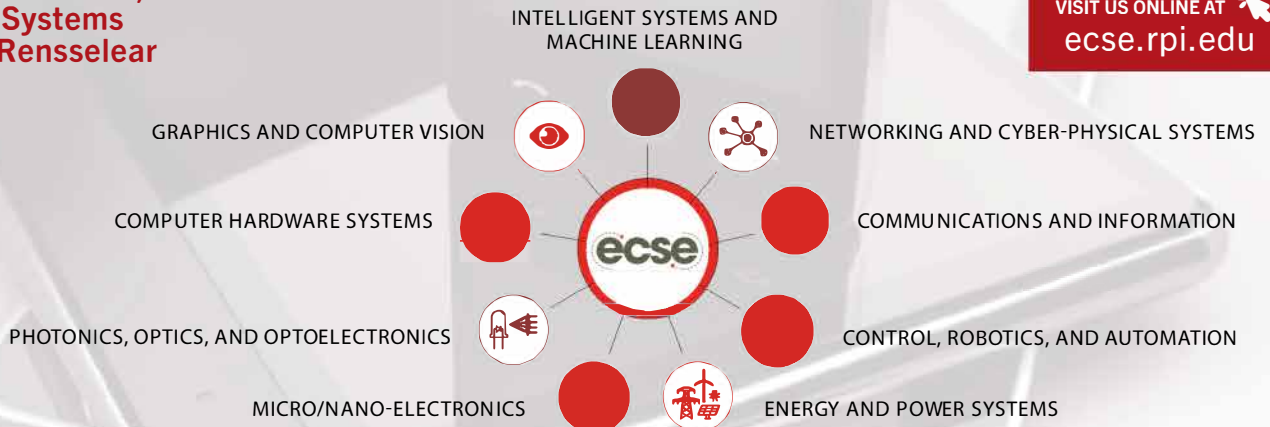 Systems
Rensselear
VISIT US ONLINE AT
ecse.rpi.edu
INTELLIGENT SYSTEMS AND
MACHINE LEARNING
GRAPHICS AND COMPUTER VISION
NETWORKING AND CYBER-PHYSICAL SYSTEMS
COMPUTER HARDWARE SYSTEMS
COMMUNICATIONS AND INFORMATION
ecse
PHOTONICS, OPTICS, AND OPTOELECTRONICS
CONTROL, ROBOTICS, AND AUTOMATION
MICRO/NANO-ELECTRONICS
ENERGY AND POWER SYSTEMS